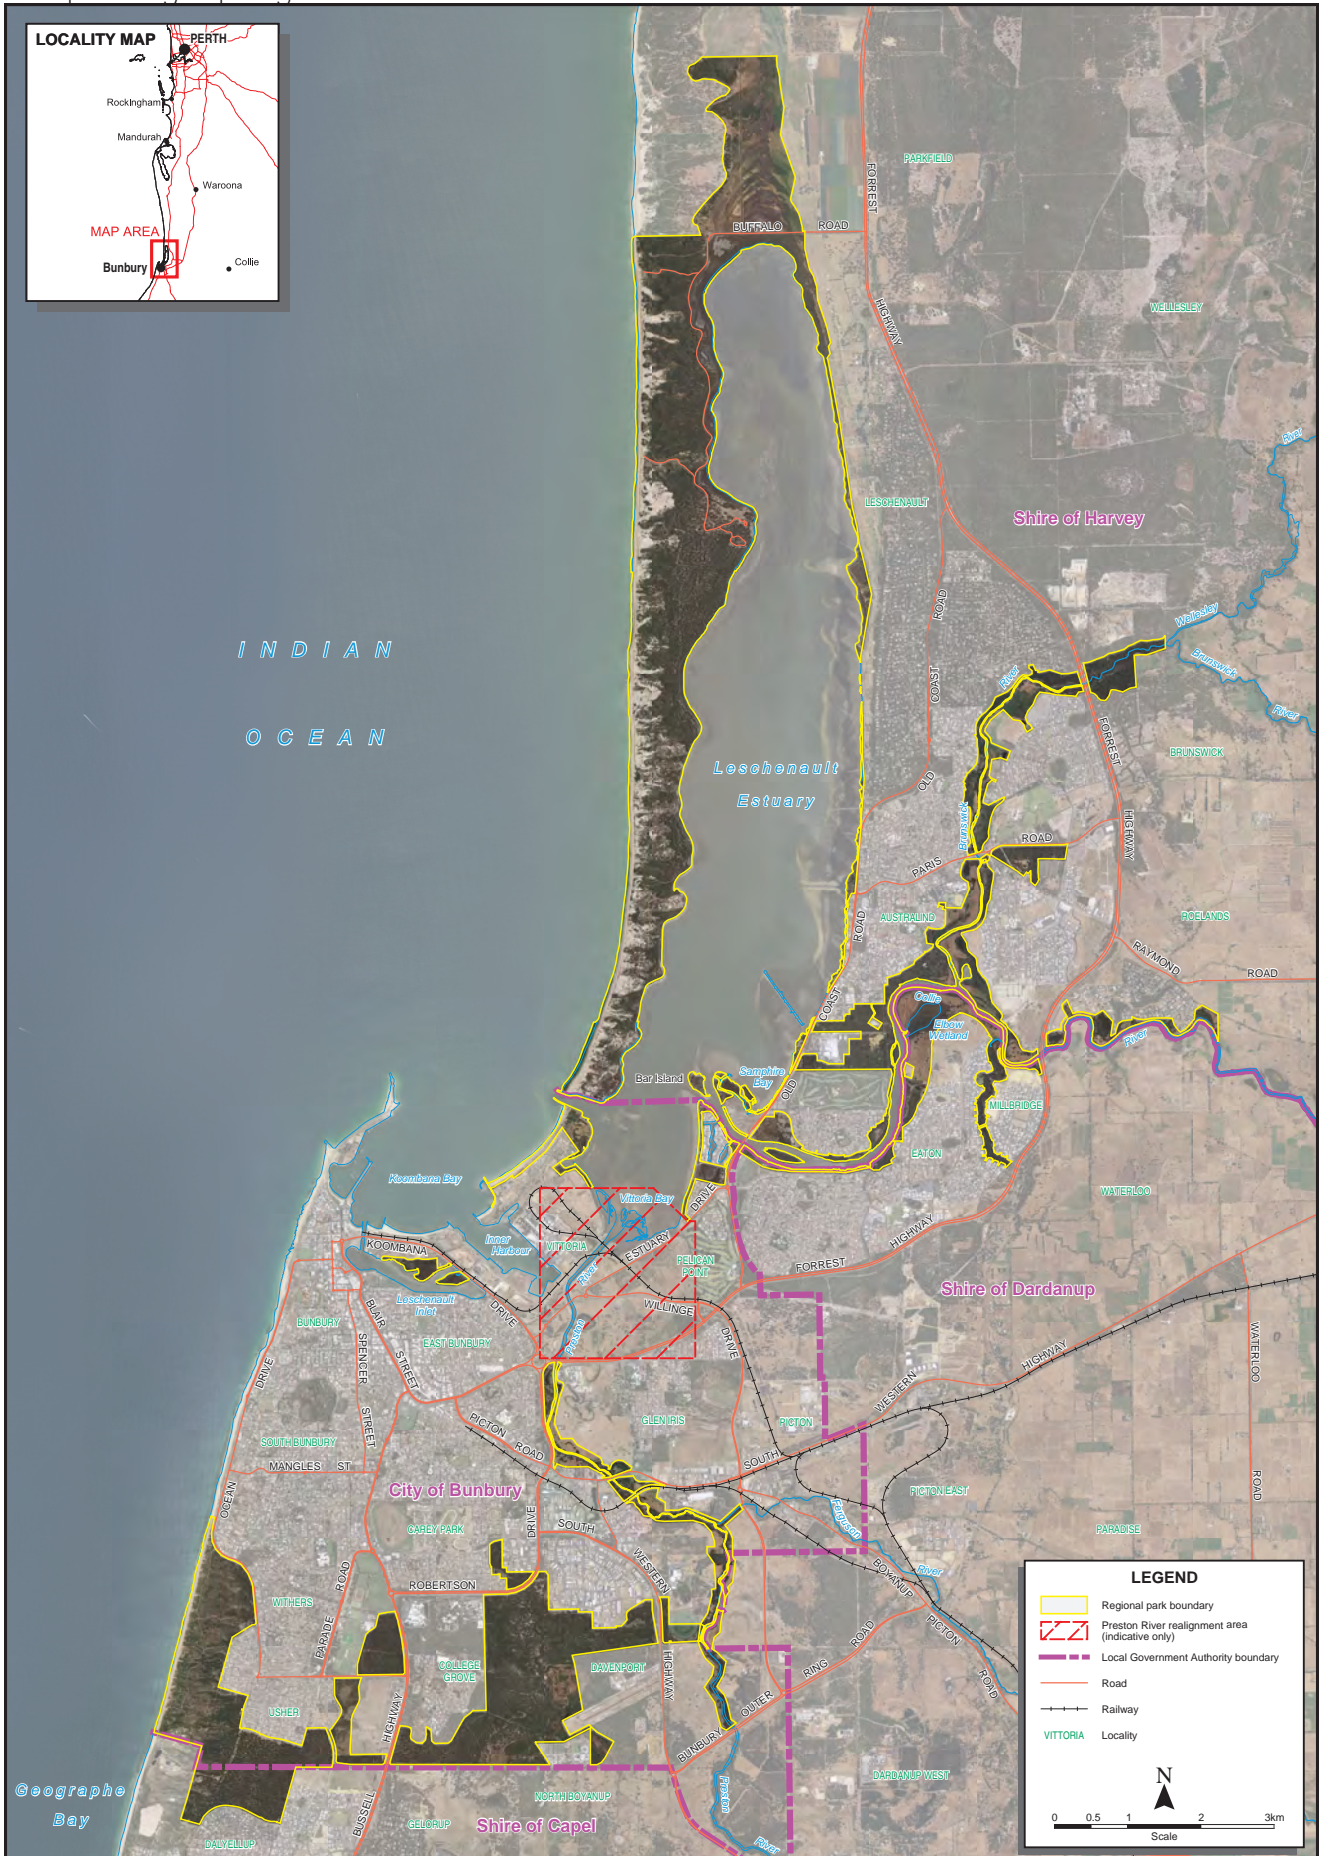 LOCALITY MAP
PERTH
Rockingham
Mandurah
Waroona
MAP AREA
Bunbury
Collie
PARKFIELD
FORREST
BUFFALO ROAD
WELLESLEY
HIGHWAY
River
LESCHENAULT
Shire of Harvey
ROAD
Wellesley
INDIAN
OCEAN
Brunswick
River
River
COAST
FORREST
BRUNSWICK
Leschenault
Estuary
OLD
Brunswick
HIGHWAY
PARIS ROAD
AUSTRALIND
ROELANDS
ROAD
RAYMOND ROAD
COAST
Collie
Elbow
Wetland
River
Bar Island
Samphire
Bay
OLD
MILLBRIDGE
EATON
Koombana Bay
Vittoria Bay
DRIVE
WATERLOO
KOOMBANA
Inner
Harbour
VITTORIA
ESTUARY
PELICAN
POINT
HIGHWAY
FORREST
River
Shire of Dardanup
Leschenault
Inlet
DRIVE
WILLINGE
DRIVE
BUNBURY
BLAIR
STREET
EAST BUNBURY
Preston
SPENCER
STREET
HIGHWAY
WATERLOO
DRIVE
WESTERN
GLEN IRIS
PICTON
PICTON ROAD
SOUTH BUNBURY
MANGLES ST
SOUTH
City of Bunbury
OCEAN
PICTON EAST
ROAD
CAREY PARK
DRIVE
SOUTH
Ferguson
PARADISE
WESTERN
River
BOYANUP
ROBERTSON
ROAD
WITHERS
PARADE
PICTON
ROAD
ROAD
COLLEGE
GROVE
DAVENPORT
HIGHWAY
RING
OUTER
USHER
HIGHWAY
BUNBURY
DARDANUP WEST
Geographe
Bay
NORTH BOYANUP
Preston
BUSSELL
GELORUP
Shire of Capel
DALYELLUP
River
LEGEND
Regional park boundary
Preston River realignment area
(indicative only)
Local Government Authority boundary
Road
Railway
VITTORIA Locality
N
0 0.5 1 2 3km
Scale